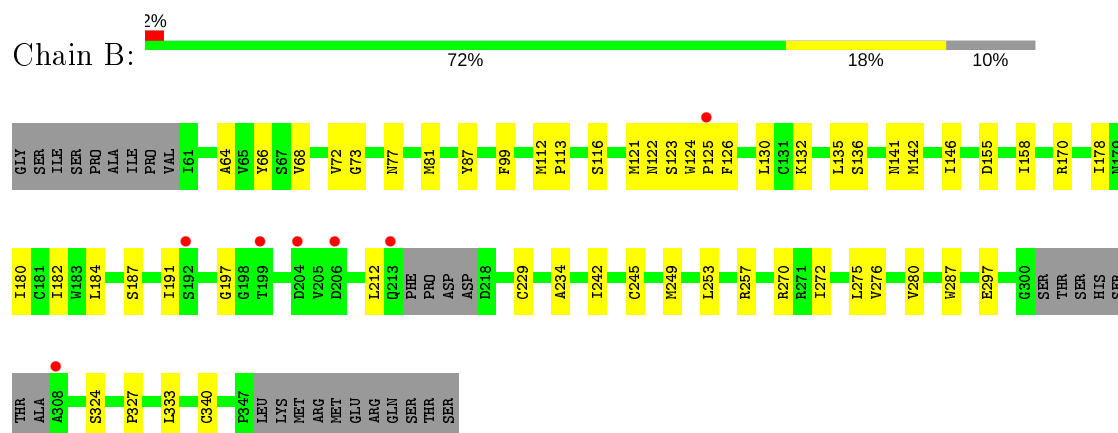 2%
Chain B:
72% 18% 10%
GLY SER ILE SER PRO ALA ILE PRO VAL I61 A64 V65 Y66 S67 V68 V72 G73 N77 M81 Y87 F99 M112 P113 S116 M121 N122 S123 W124 P125 F126 L130 C131 K132 L135 S136 N141 M142 I146 D155 I158 R170 I178 N179
I180 C181 I182 W183 L184 S187 I191 S192 G197 G198 T199 D204 V205 D206 L212 Q213 PHE PRO ASP ASP D218 C229 A234 I242 C245 M249 L253 R257 R270 R271 I272 L275 V276 V280 W287 E297 G300 SER THR SER HIS SER
THR ALA A308 S324 P327 L333 C340 P347 LEU LYS MET ARG MET GLU ARG GLN SER THR SER